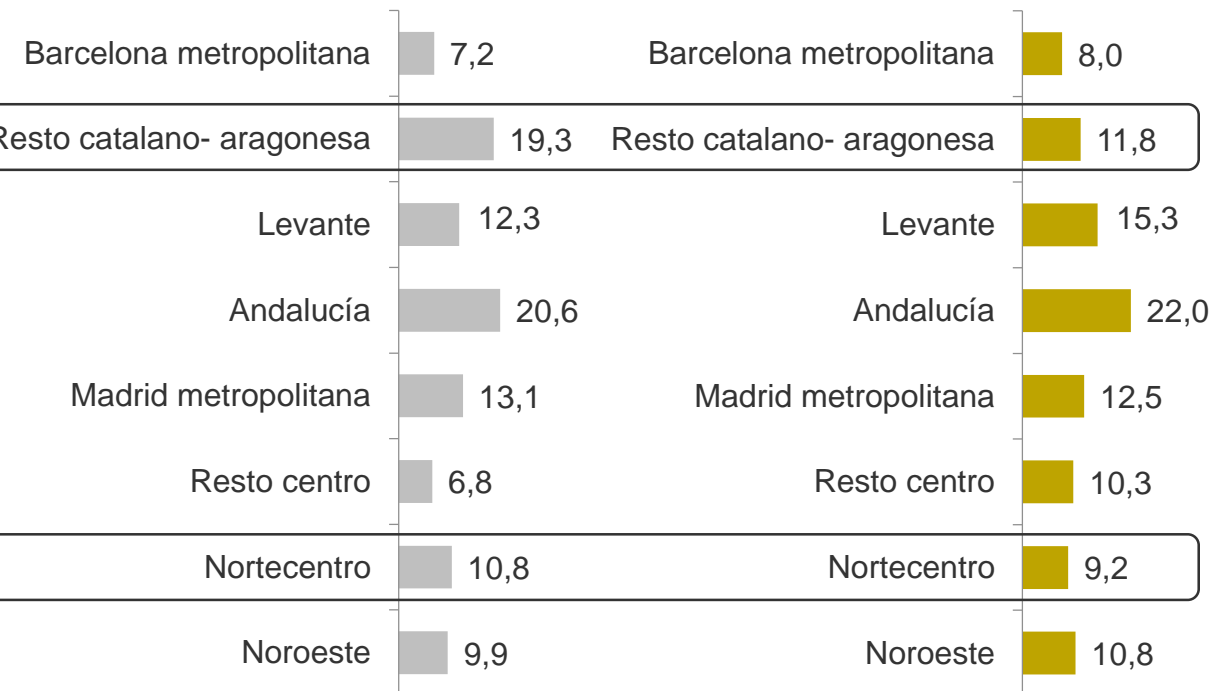 Barcelona metropolitana 7,2 Barcelona metropolitana 8,0
Resto catalano- aragonesa 19,3 Resto catalano- aragonesa 11,8
Levante 12,3 Levante 15,3
Andalucía 20,6 Andalucía 22,0
Madrid metropolitana 13,1 Madrid metropolitana 12,5
Resto centro 6,8 Resto centro 10,3
Nortecentro 10,8 Nortecentro 9,2
Noroeste 9,9 Noroeste 10,8